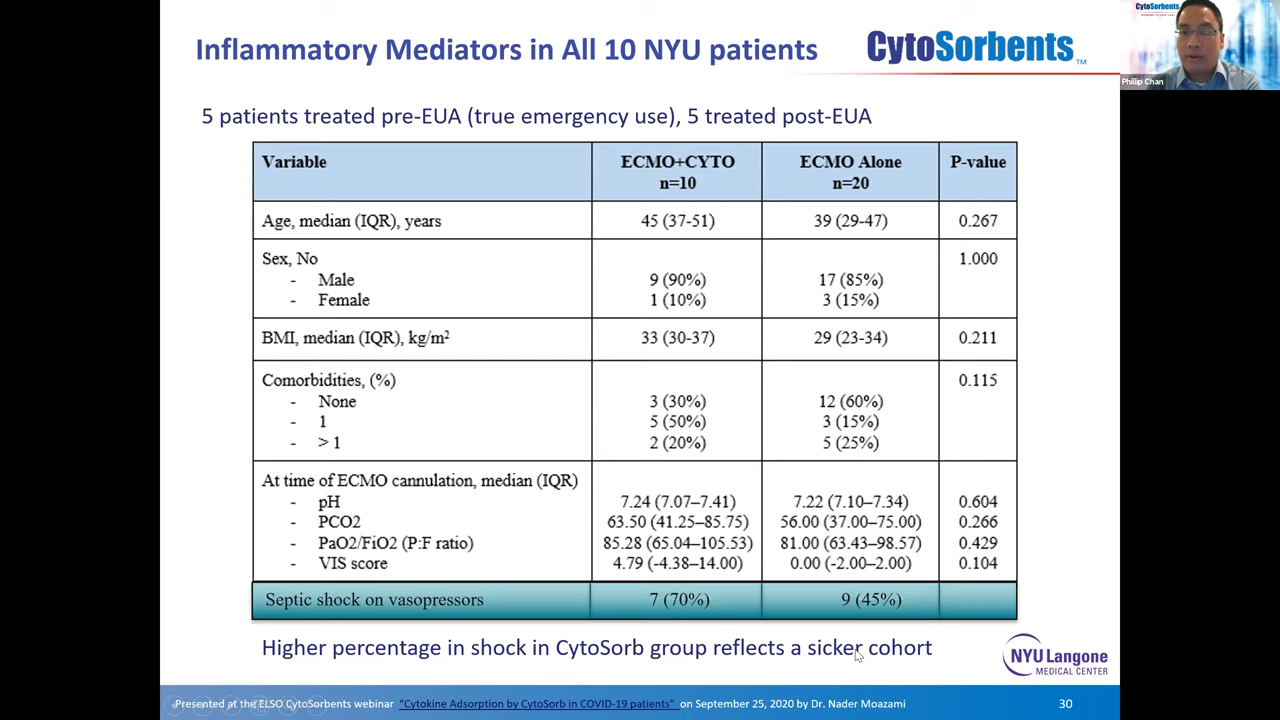 Inflammatory Mediators in All 10 NYU patients
CytoSorbents™
CytoSorbents
Philip Chan
5 patients treated pre-EUA (true emergency use), 5 treated post-EUA
Variable ECMO+CYTO n=10 ECMO Alone n=20 P-value
Age, median (IQR), years 45 (37-51) 39 (29-47) 0.267
Sex, No 1.000
- Male 9 (90%) 17 (85%)
- Female 1 (10%) 3 (15%)
BMI, median (IQR), kg/m² 33 (30-37) 29 (23-34) 0.211
Comorbidities, (%) 0.115
- None 3 (30%) 12 (60%)
- 1 5 (50%) 3 (15%)
- > 1 2 (20%) 5 (25%)
At time of ECMO cannulation, median (IQR)
- pH 7.24 (7.07–7.41) 7.22 (7.10–7.34) 0.604
- PCO2 63.50 (41.25–85.75) 56.00 (37.00–75.00) 0.266
- PaO2/FiO2 (P:F ratio) 85.28 (65.04–105.53) 81.00 (63.43–98.57) 0.429
- VIS score 4.79 (-4.38–14.00) 0.00 (-2.00–2.00) 0.104
Septic shock on vasopressors 7 (70%) 9 (45%)
Higher percentage in shock in CytoSorb group reflects a sicker cohort
NYU Langone
MEDICAL CENTER
Presented at the ELSO CytoSorbents webinar "Cytokine Adsorption by CytoSorb in COVID-19 patients" on September 25, 2020 by Dr. Nader Moazami
30